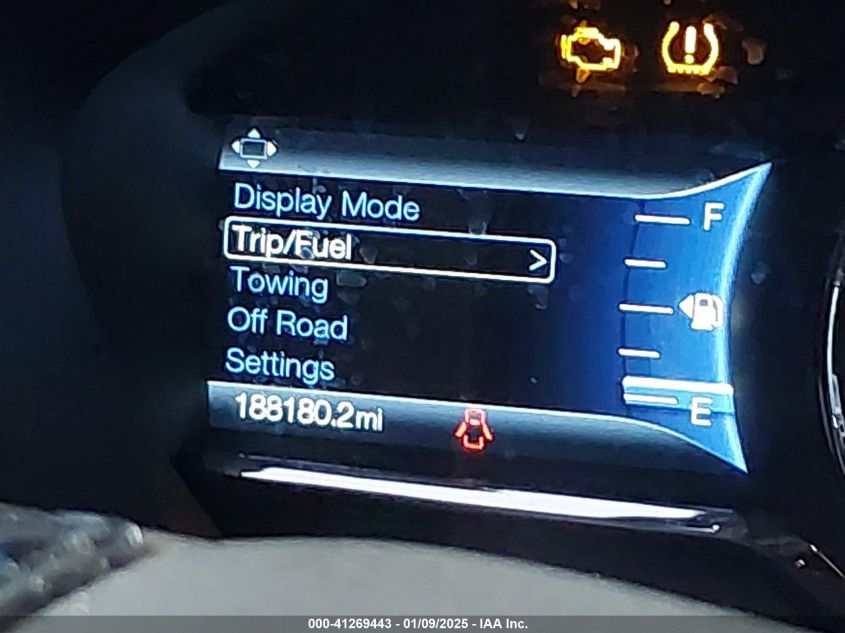 Display Mode
F
Trip/Fuel >
Towing
Off Road
Settings
E
188180.2mi
000-41269443 - 01/09/2025 - IAA Inc.